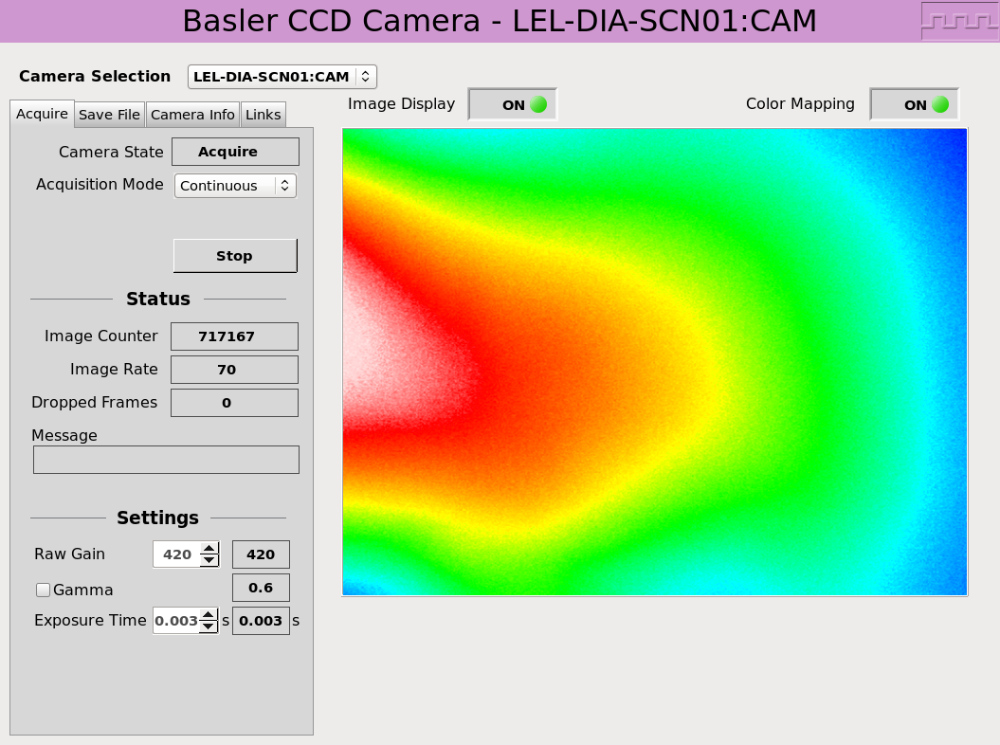 Basler CCD Camera - LEL-DIA-SCN01:CAM
Camera Selection LEL-DIA-SCN01:CAM
Image Display ON
Color Mapping ON
Acquire Save File Camera Info Links
Camera State Acquire
Acquisition Mode Continuous
Stop
Status
Image Counter 717167
Image Rate 70
Dropped Frames 0
Message
Settings
Raw Gain 420 420
Gamma 0.6
Exposure Time 0.003 s 0.003 s